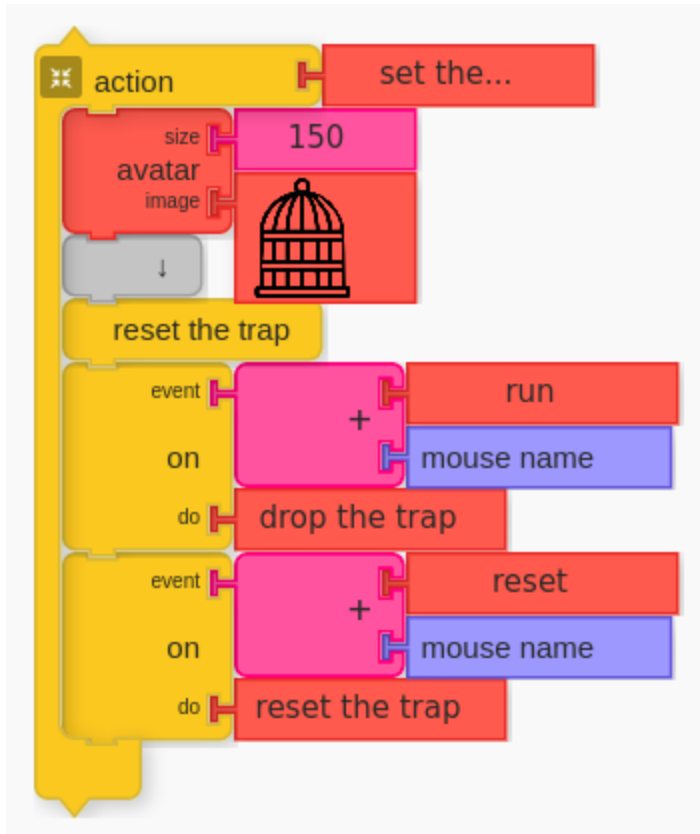 action set the...
size 150
avatar
image
↓
reset the trap
event run
+
on mouse name
do drop the trap
event reset
+
on mouse name
do reset the trap